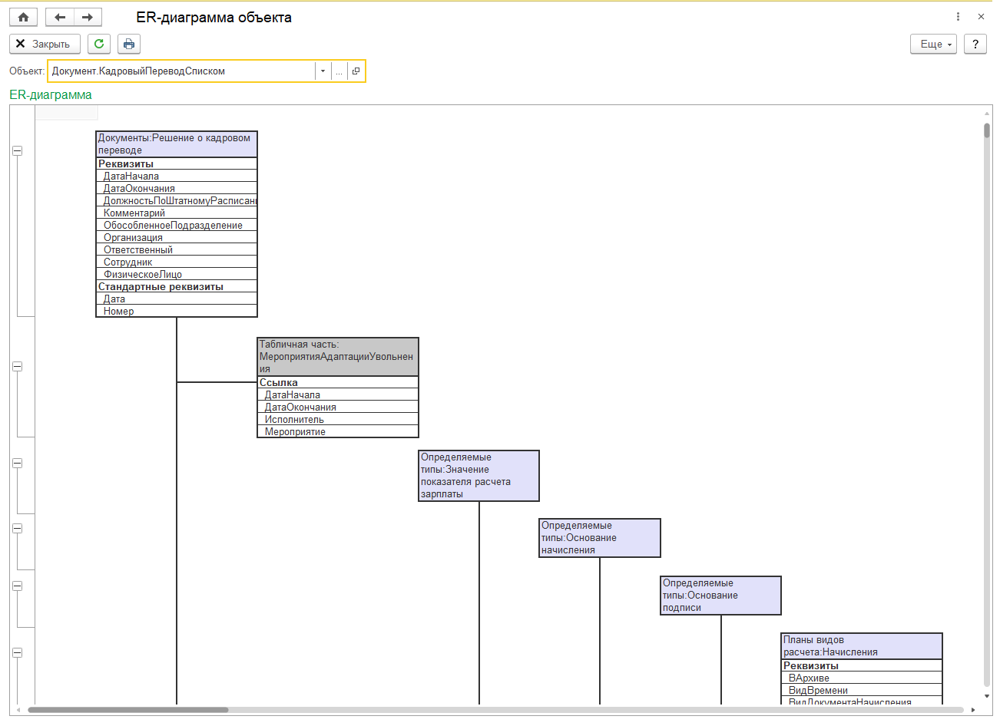 ER-диаграмма объекта
Закрыть
Еще
?
Объект:
Документ.КадровыйПереводСписком
...
ER-диаграмма
Документы:Решение о кадровом
переводе
Реквизиты
ДатаНачала
ДатаОкончания
ДолжностьПоШтатномуРасписани
Комментарий
ОбособленноеПодразделение
Организация
Ответственный
Сотрудник
ФизическоеЛицо
Стандартные реквизиты
Дата
Номер
Табличная часть:
МероприятияАдаптацииУвольнен
ия
Ссылка
ДатаНачала
ДатаОкончания
Исполнитель
Мероприятие
Определяемые
типы:Значение
показателя расчета
зарплаты
Определяемые
типы:Основание
начисления
Определяемые
типы:Основание
подписи
Планы видов
расчета:Начисления
Реквизиты
ВАрхиве
ВидВремени
ВидДокументаНачисления